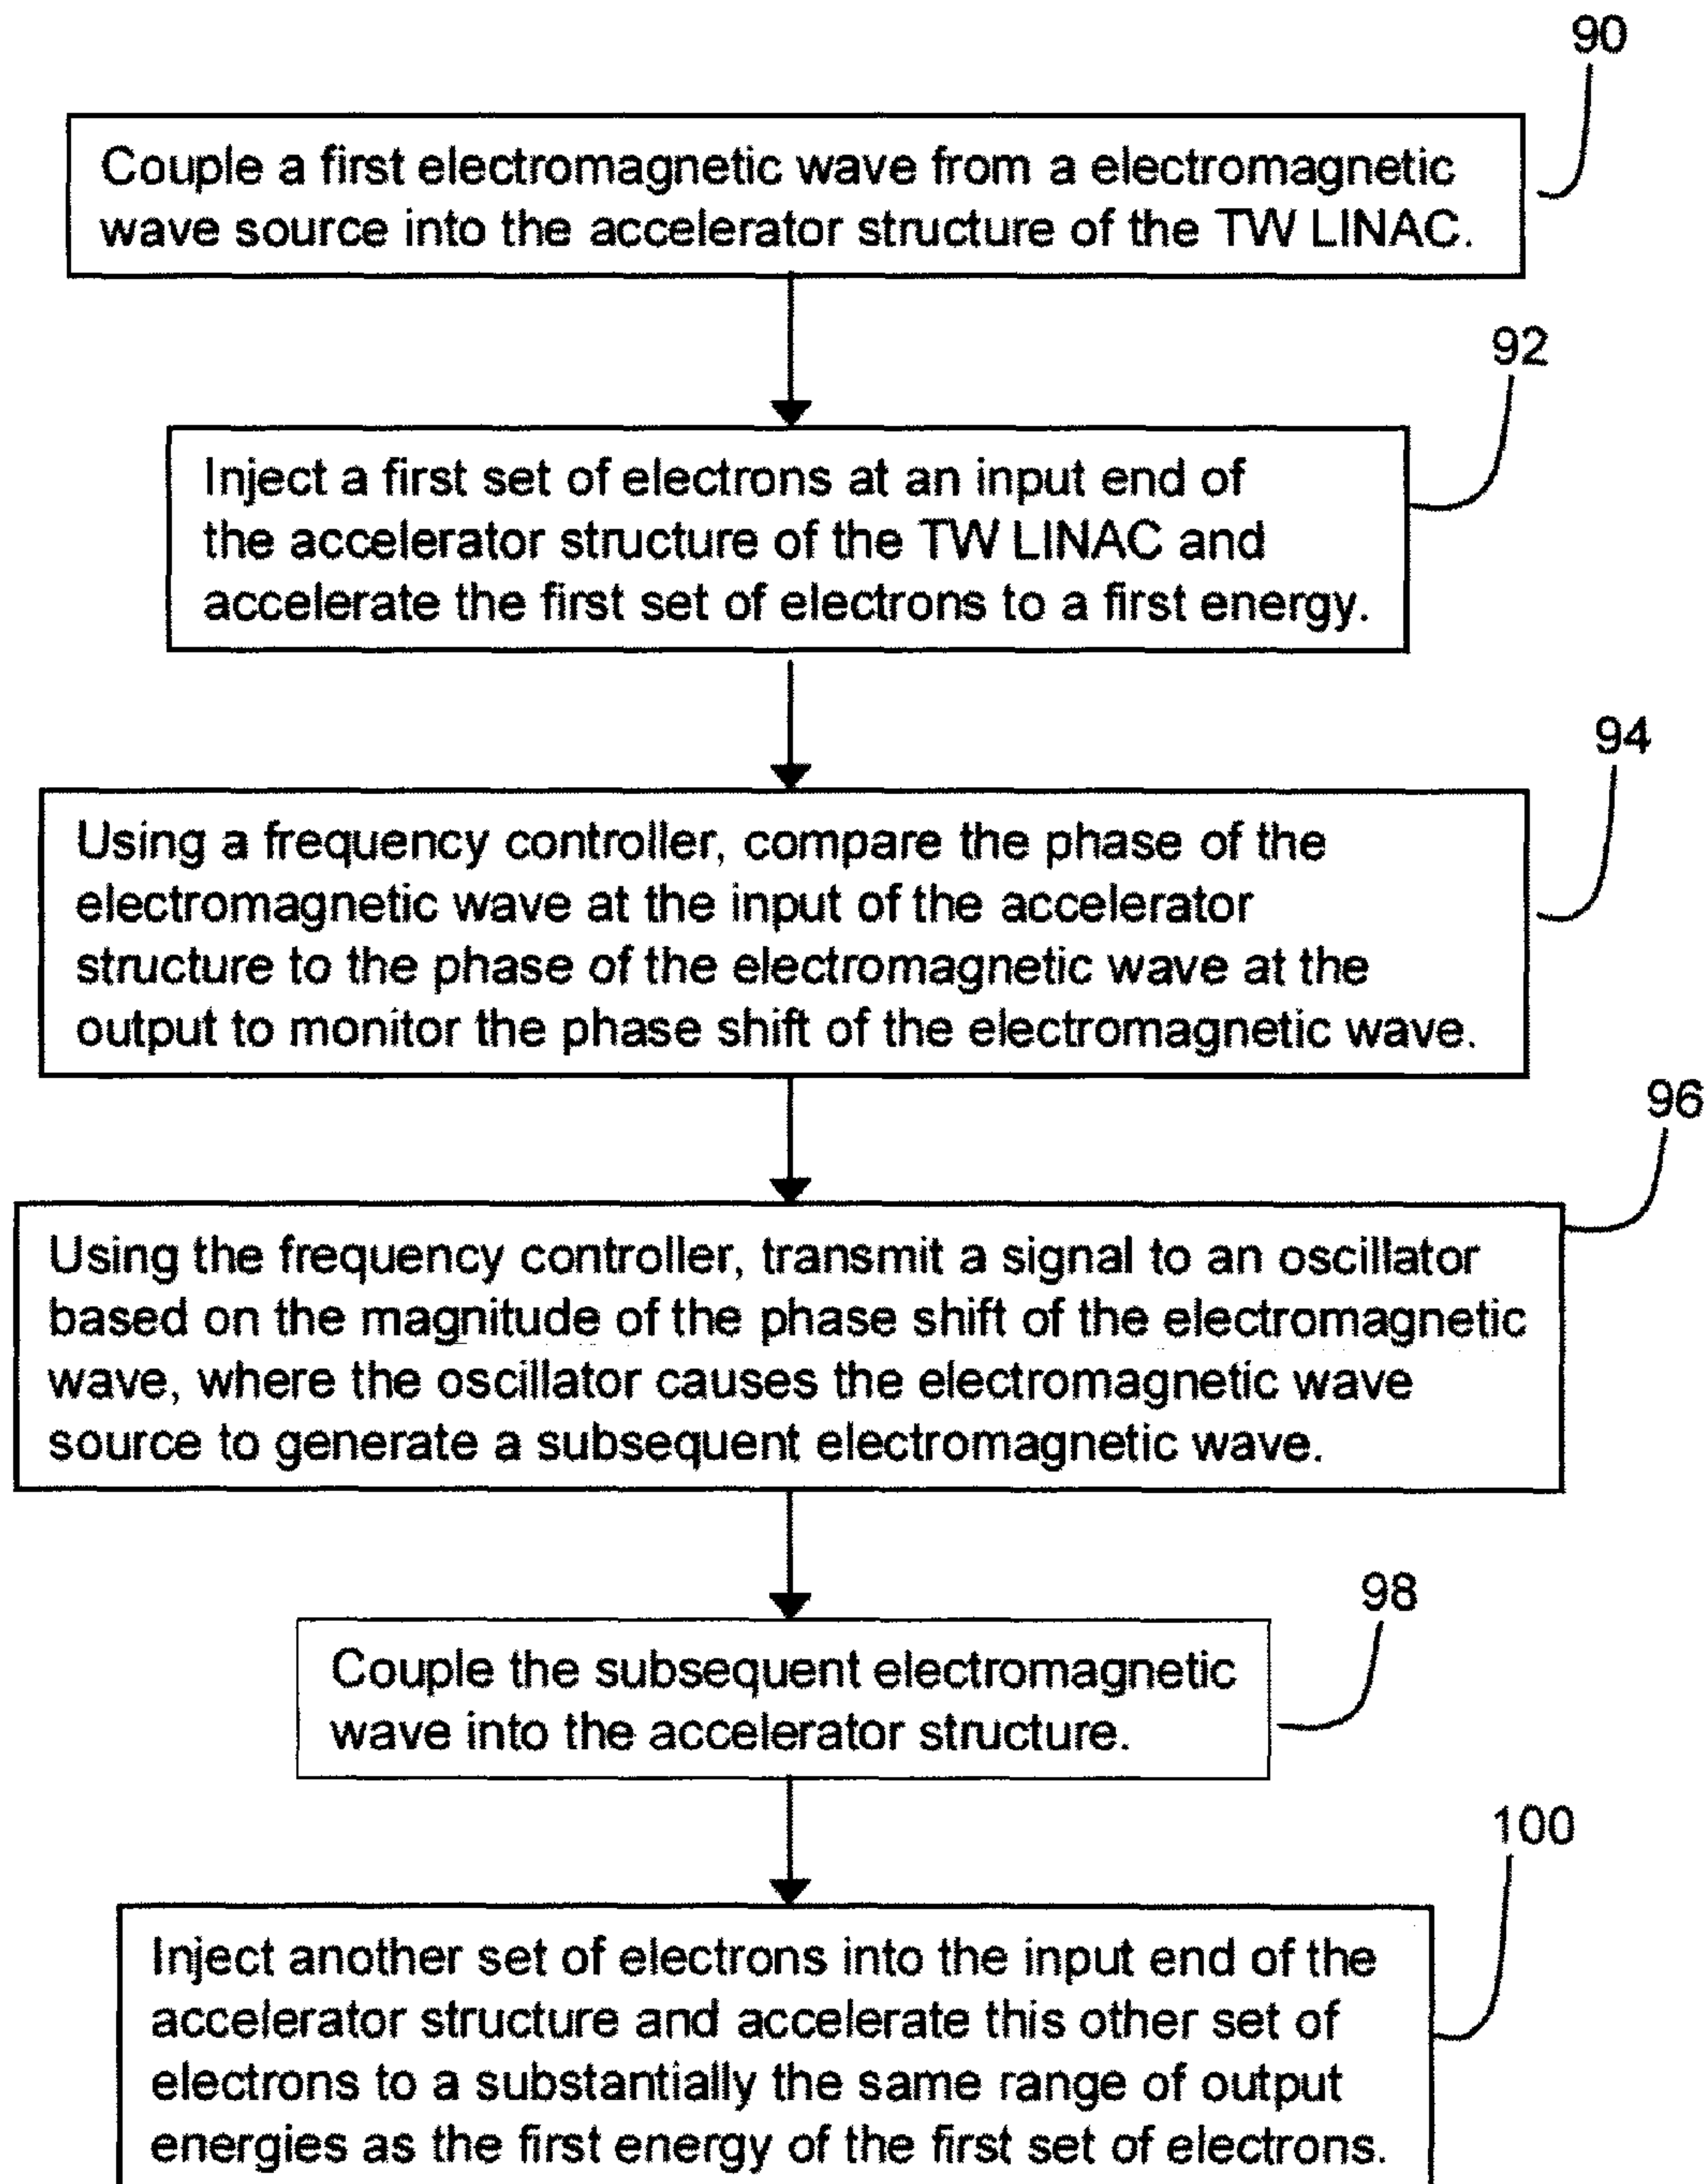 90
Couple a first electromagnetic wave from a electromagnetic
wave source into the accelerator structure of the TW LINAC.
92
Inject a first set of electrons at an input end of
the accelerator structure of the TW LINAC and
accelerate the first set of electrons to a first energy.
94
Using a frequency controller, compare the phase of the
electromagnetic wave at the input of the accelerator
structure to the phase of the electromagnetic wave at the
output to monitor the phase shift of the electromagnetic wave.
96
Using the frequency controller, transmit a signal to an oscillator
based on the magnitude of the phase shift of the electromagnetic
wave, where the oscillator causes the electromagnetic wave
source to generate a subsequent electromagnetic wave.
98
Couple the subsequent electromagnetic
wave into the accelerator structure.
100
Inject another set of electrons into the input end of the
accelerator structure and accelerate this other set of
electrons to a substantially the same range of output
energies as the first energy of the first set of electrons.